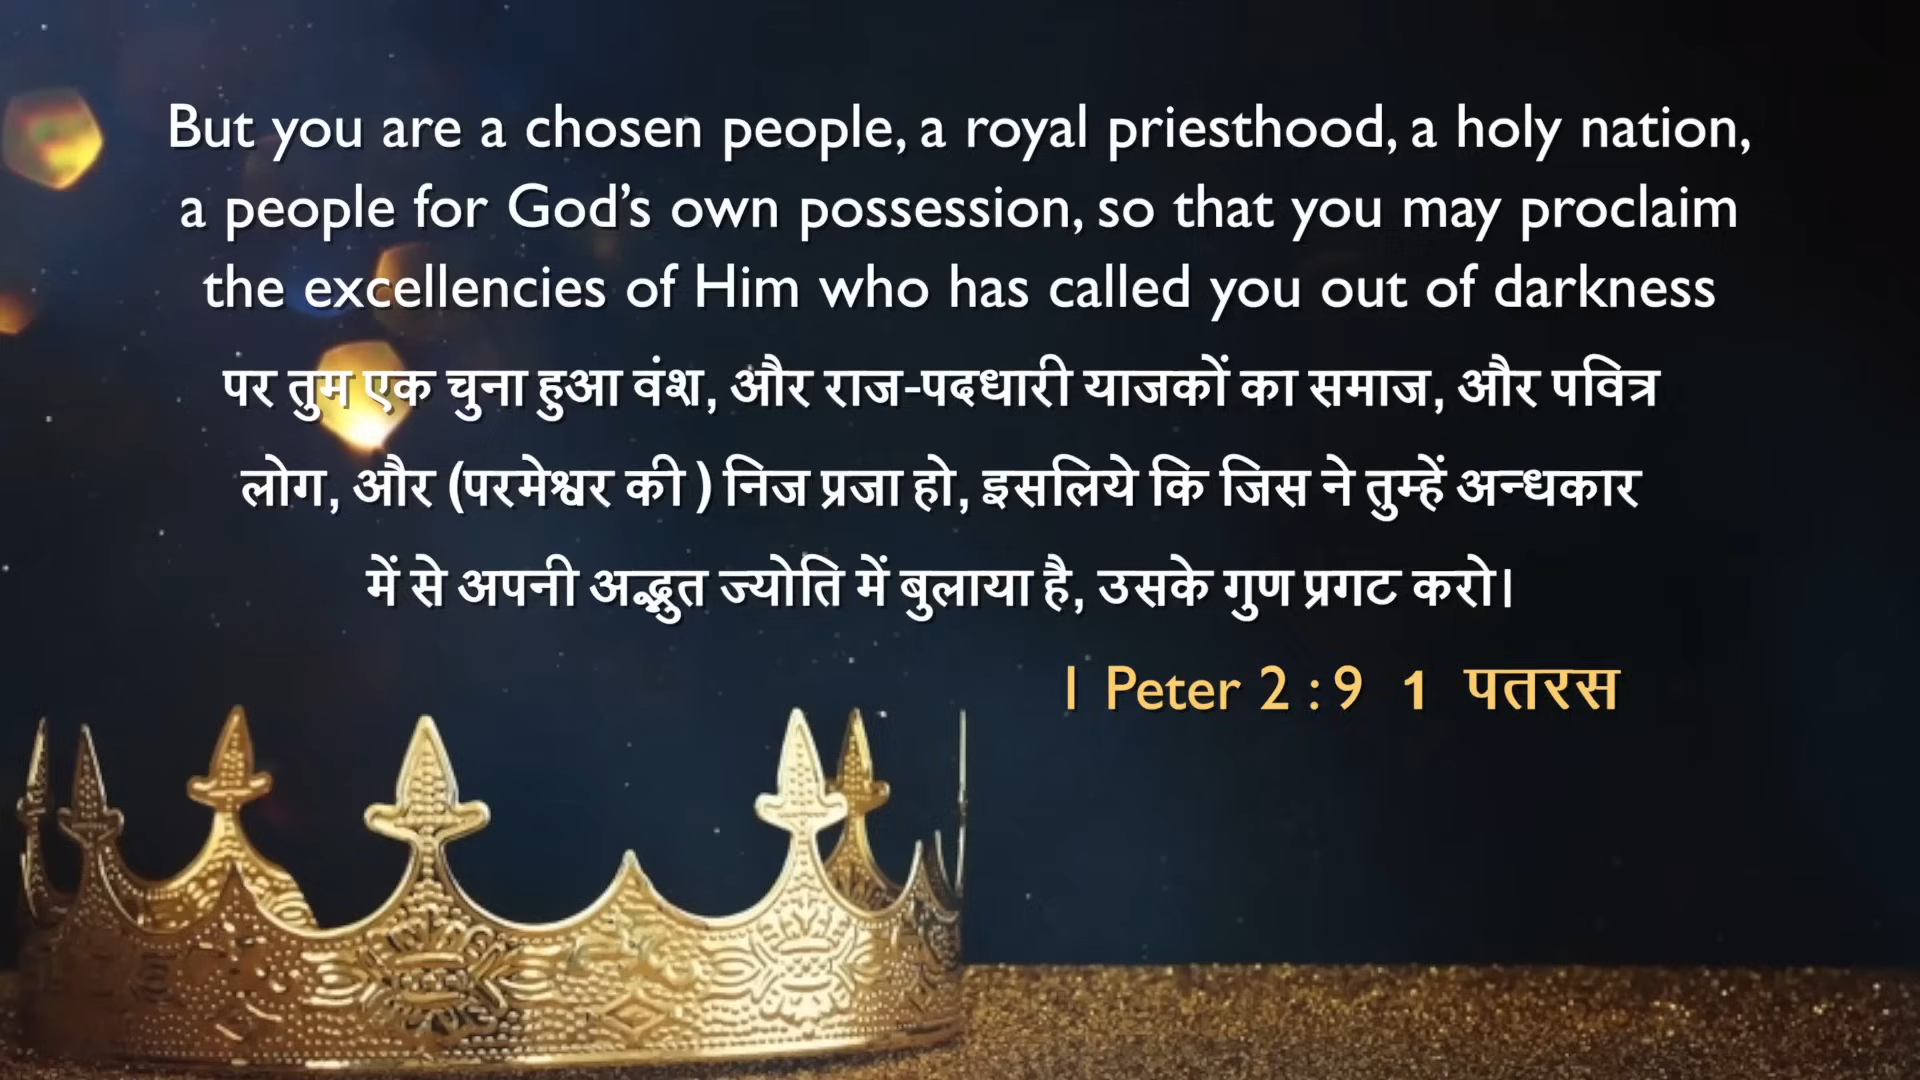 But you are a chosen people, a royal priesthood, a holy nation,
a people for God’s own possession, so that you may proclaim
the excellencies of Him who has called you out of darkness
पर तुम एक चुना हुआ वंश, और राज-पदधारी याजकों का समाज, और पवित्र
लोग, और (परमेश्वर की ) निज प्रजा हो, इसलिये कि जिस ने तुम्हें अन्धकार
में से अपनी अद्भुत ज्योति में बुलाया है, उसके गुण प्रगट करो।
1 Peter 2 : 9 1 पतरस